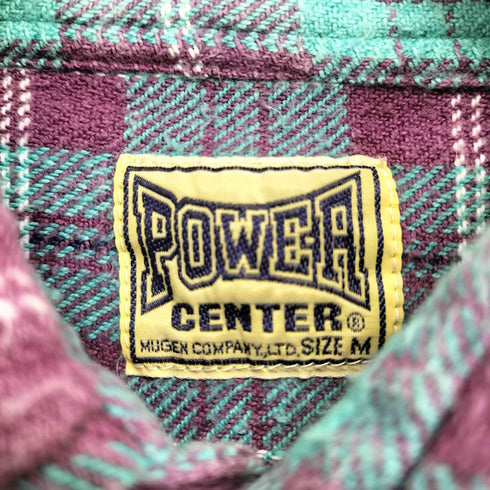 POWER
CENTER®
MUGEN COMPANY,LTD. SIZE M